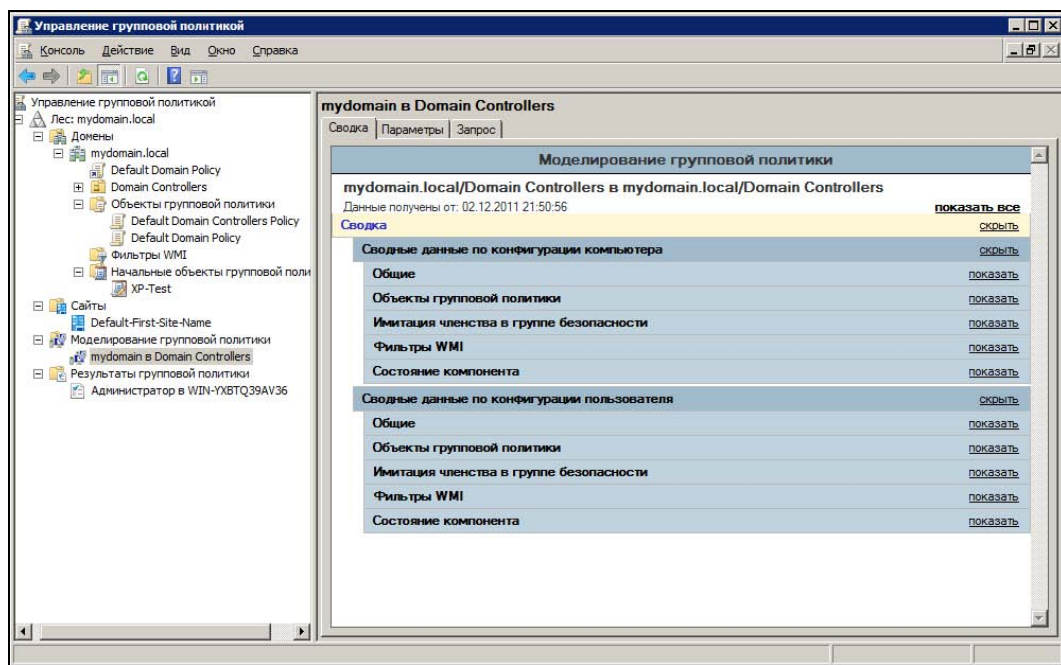 Управление групповой политикой
Консоль Действие Вид Окно Справка
Управление групповой политикой
Лес: mydomain.local
Домены
mydomain.local
Default Domain Policy
Domain Controllers
Объекты групповой политики
Default Domain Controllers Policy
Default Domain Policy
Фильтры WMI
Начальные объекты групповой поли
XP-Test
Сайты
Default-First-Site-Name
Моделирование групповой политики
mydomain в Domain Controllers
Результаты групповой политики
Администратор в WIN-YXBTQ39AV36
mydomain в Domain Controllers
Сводка Параметры Запрос
Моделирование групповой политики
mydomain.local/Domain Controllers в mydomain.local/Domain Controllers
Данные получены от: 02.12.2011 21:50:56 показать все
Сводка скрыть
Сводные данные по конфигурации компьютера скрыть
Общие показать
Объекты групповой политики показать
Имитация членства в группе безопасности показать
Фильтры WMI показать
Состояние компонента показать
Сводные данные по конфигурации пользователя скрыть
Общие показать
Объекты групповой политики показать
Имитация членства в группе безопасности показать
Фильтры WMI показать
Состояние компонента показать